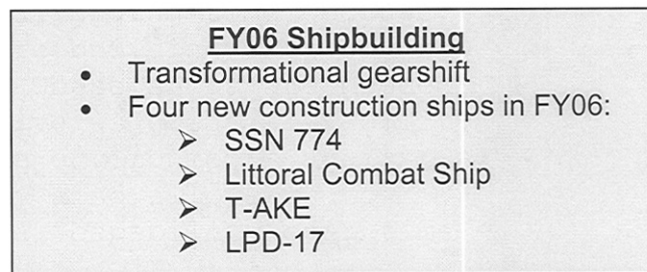 FY06 Shipbuilding
• Transformational gearshift
• Four new construction ships in FY06:
➢ SSN 774
➢ Littoral Combat Ship
➢ T-AKE
➢ LPD-17